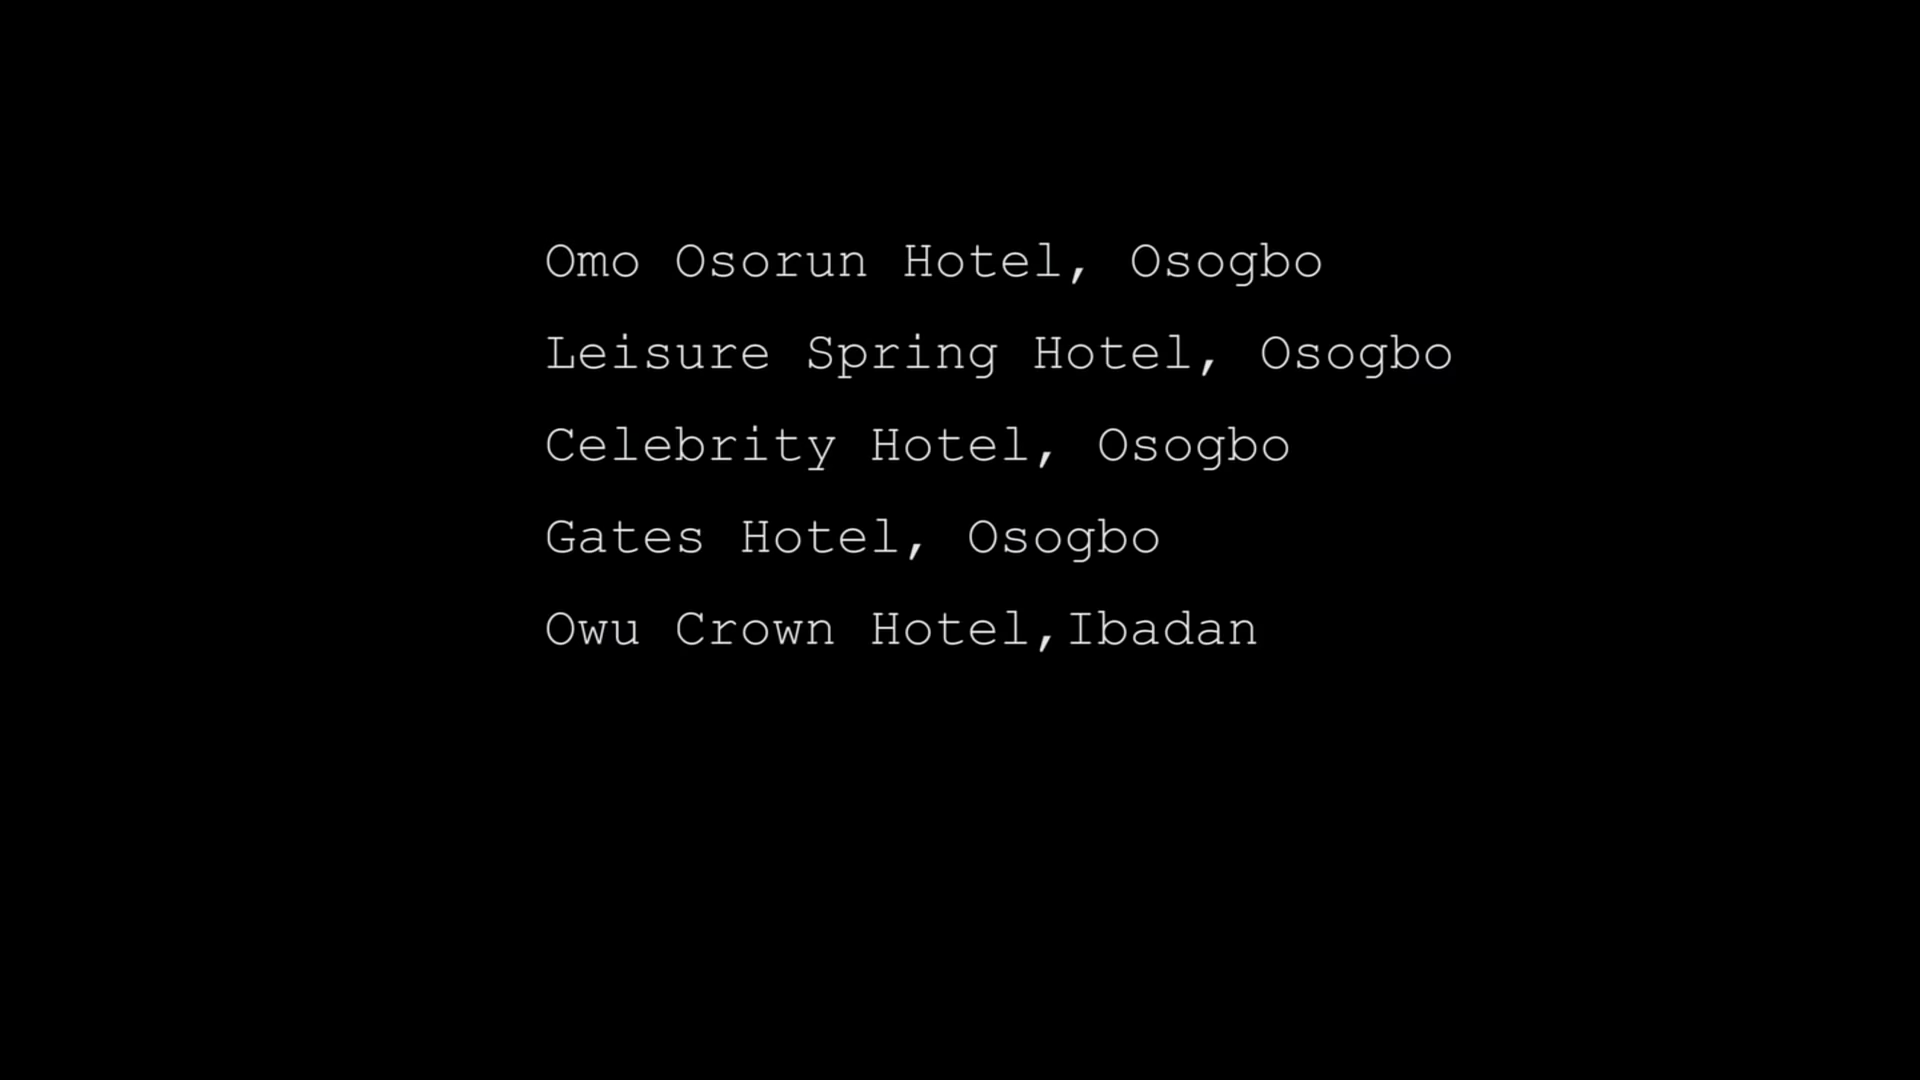 Omo Osorun Hotel, Osogbo
Leisure Spring Hotel, Osogbo
Celebrity Hotel, Osogbo
Gates Hotel, Osogbo
Owu Crown Hotel,Ibadan